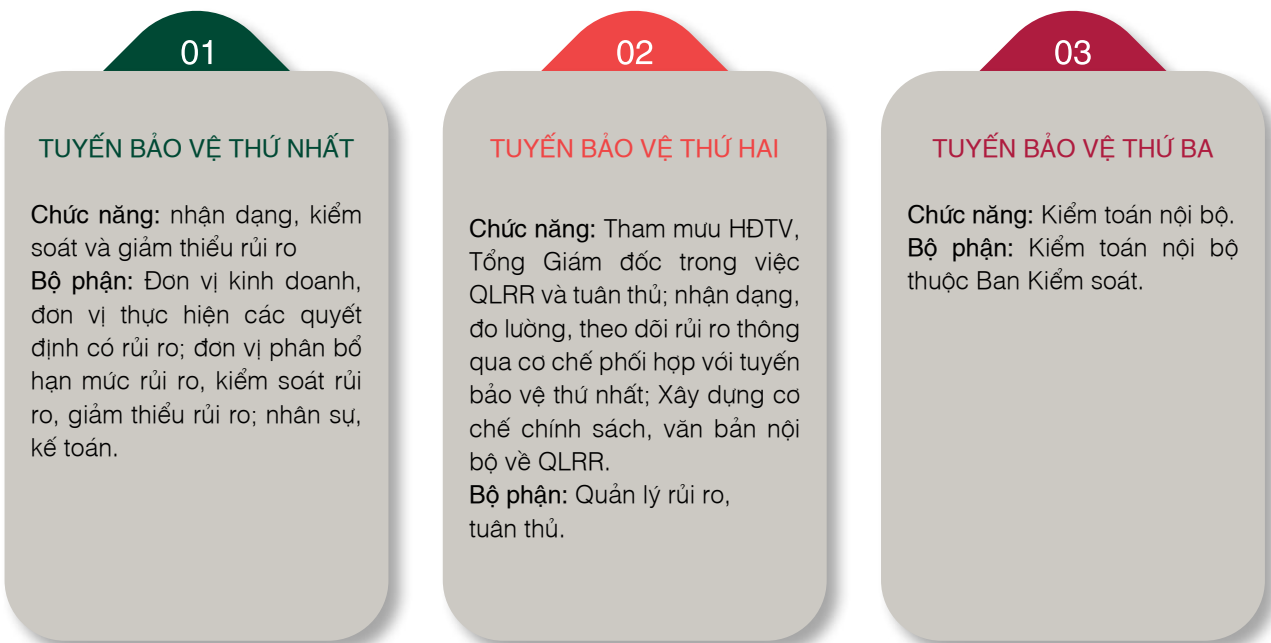 01
TUYẾN BẢO VỆ THỨ NHẤT
Chức năng: nhận dạng, kiểm
soát và giảm thiểu rủi ro
Bộ phận: Đơn vị kinh doanh,
đơn vị thực hiện các quyết
định có rủi ro; đơn vị phân bổ
hạn mức rủi ro, kiểm soát rủi
ro, giảm thiểu rủi ro; nhân sự,
kế toán.
02
TUYẾN BẢO VỆ THỨ HAI
Chức năng: Tham mưu HĐTV,
Tổng Giám đốc trong việc
QLRR và tuân thủ; nhận dạng,
đo lường, theo dõi rủi ro thông
qua cơ chế phối hợp với tuyến
bảo vệ thứ nhất; Xây dựng cơ
chế chính sách, văn bản nội
bộ về QLRR.
Bộ phận: Quản lý rủi ro,
tuân thủ.
03
TUYẾN BẢO VỆ THỨ BA
Chức năng: Kiểm toán nội bộ.
Bộ phận: Kiểm toán nội bộ
thuộc Ban Kiểm soát.